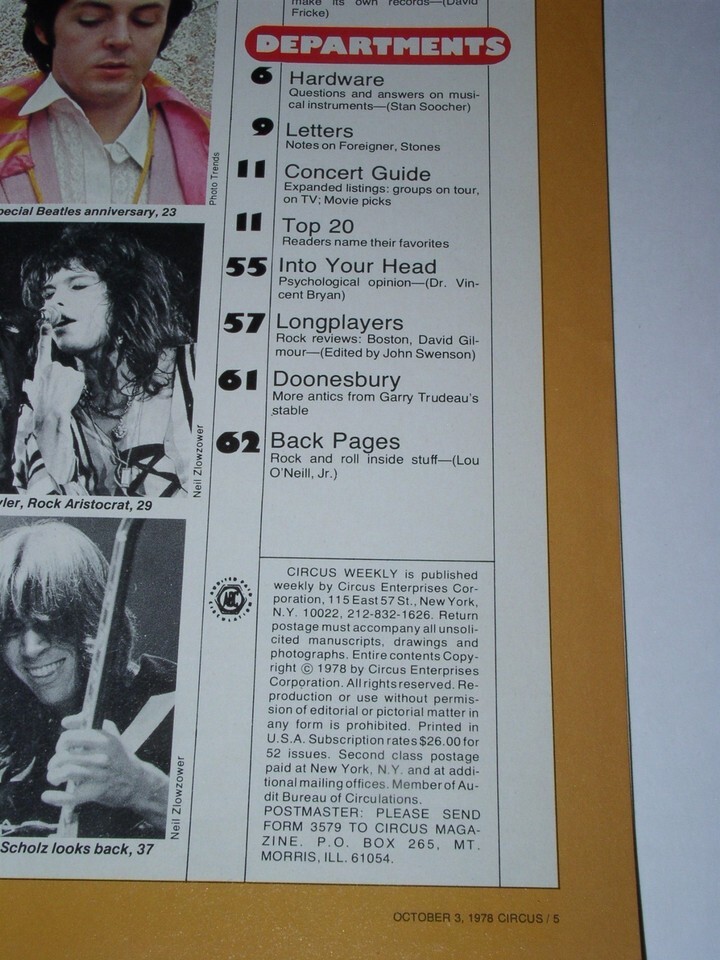 make its own records—(David
Fricke)
DEPARTMENTS
6 Hardware
Questions and answers on musi-
cal instruments—(Stan Soocher)
9 Letters
Notes on Foreigner, Stones
11 Concert Guide
Expanded listings: groups on tour,
on TV; Movie picks
11 Top 20
Readers name their favorites
55 Into Your Head
Psychological opinion—(Dr. Vin-
cent Bryan)
57 Longplayers
Rock reviews: Boston, David Gil-
mour—(Edited by John Swenson)
61 Doonesbury
More antics from Garry Trudeau's
stable
62 Back Pages
Rock and roll inside stuff—(Lou
O'Neill, Jr.)
Photo Trends
pecial Beatles anniversary, 23
Neil Zlowzower
yler, Rock Aristocrat, 29
Neil Zlowzower
Scholz looks back, 37
ABC
CIRCUS WEEKLY is published
weekly by Circus Enterprises Cor-
poration, 115 East 57 St., New York,
N.Y. 10022, 212-832-1626. Return
postage must accompany all unsoli-
cited manuscripts, drawings and
photographs. Entire contents Copy-
right © 1978 by Circus Enterprises
Corporation. All rights reserved. Re-
production or use without permis-
sion of editorial or pictorial matter in
any form is prohibited. Printed in
U.S.A. Subscription rates $26.00 for
52 issues. Second class postage
paid at New York, N.Y. and at addi-
tional mailing offices. Member of Au-
dit Bureau of Circulations.
POSTMASTER: PLEASE SEND
FORM 3579 TO CIRCUS MAGA-
ZINE. P.O. BOX 265, MT.
MORRIS, ILL. 61054.
OCTOBER 3, 1978 CIRCUS / 5